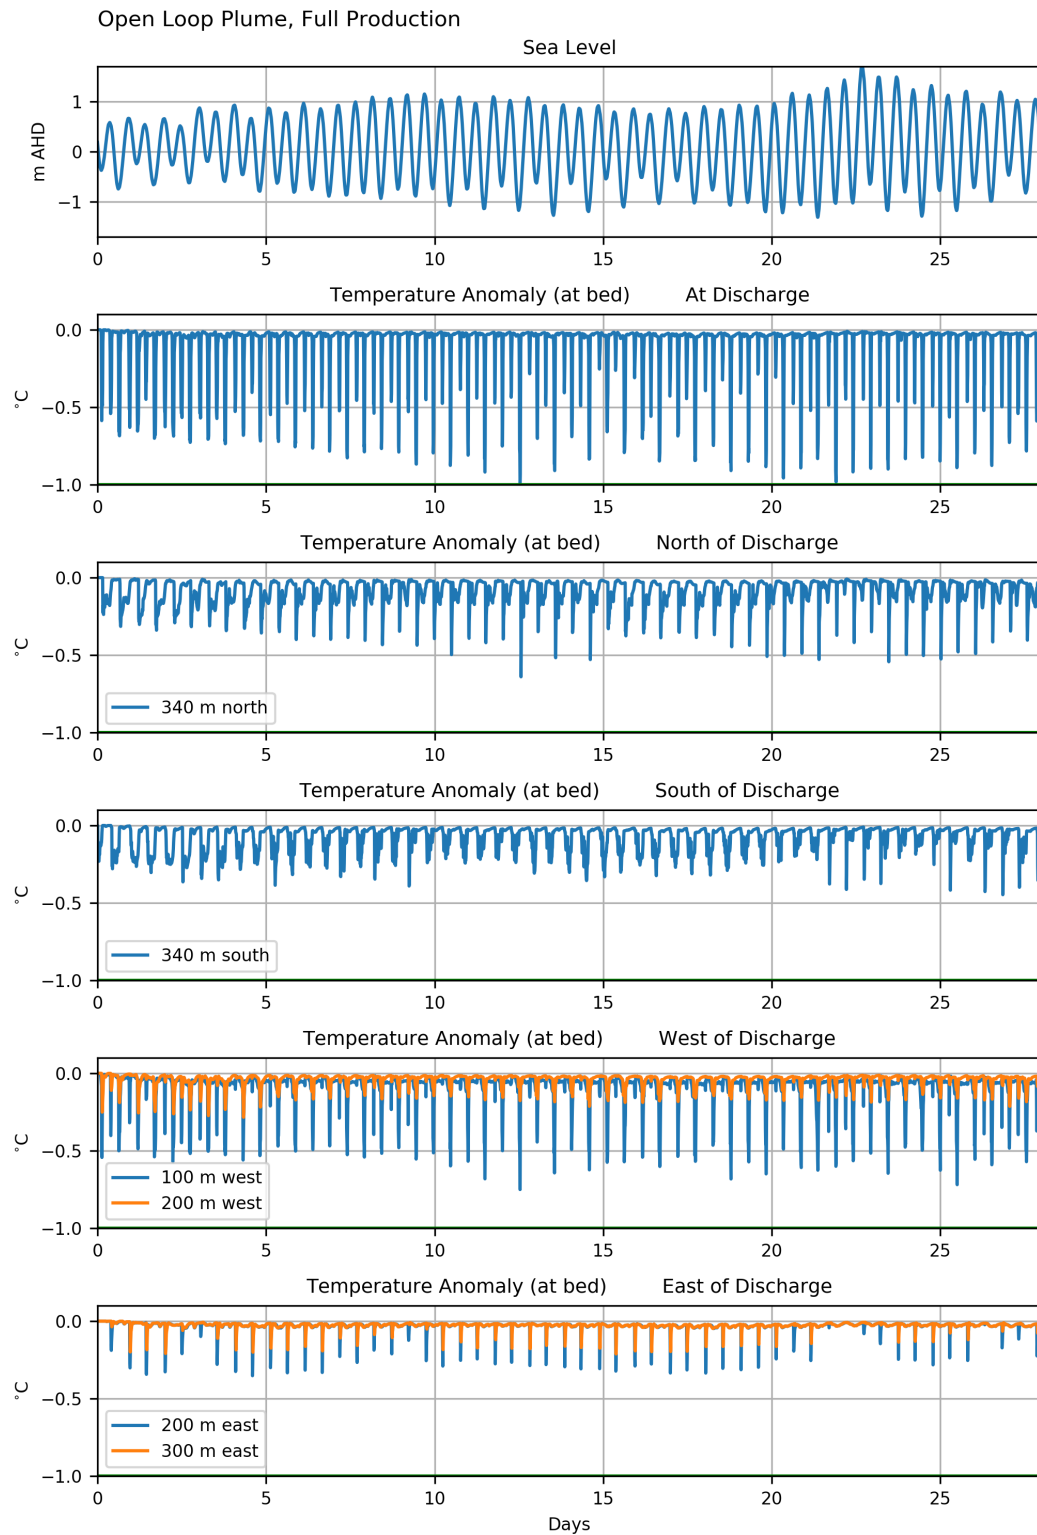 Open Loop Plume, Full Production
Sea Level
m AHD
1
0
−1
0 5 10 15 20 25
Temperature Anomaly (at bed) At Discharge
°C
0.0
−0.5
−1.0
0 5 10 15 20 25
Temperature Anomaly (at bed) North of Discharge
°C
0.0
−0.5
−1.0
340 m north
0 5 10 15 20 25
Temperature Anomaly (at bed) South of Discharge
°C
0.0
−0.5
−1.0
340 m south
0 5 10 15 20 25
Temperature Anomaly (at bed) West of Discharge
°C
0.0
−0.5
−1.0
100 m west
200 m west
0 5 10 15 20 25
Temperature Anomaly (at bed) East of Discharge
°C
0.0
−0.5
−1.0
200 m east
300 m east
0 5 10 15 20 25
Days